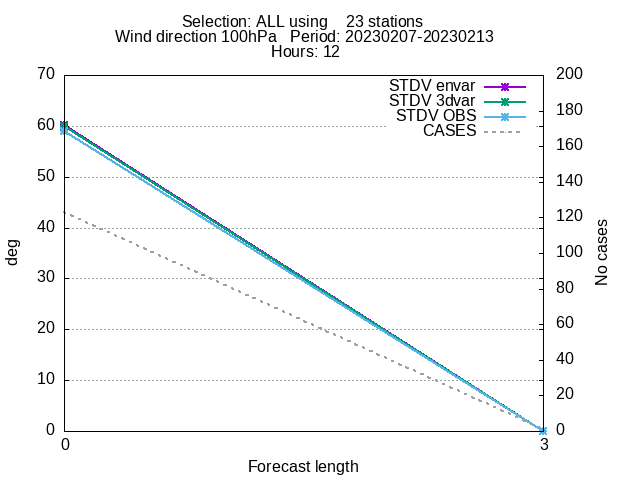 Selection: ALL using    23 stations
Wind direction 100hPa   Period: 20230207-20230213
Hours: 12
STDV envar
STDV 3dvar
STDV OBS
CASES
70
60
50
40
30
20
10
0
deg
200
180
160
140
120
100
80
60
40
20
0
No cases
0
3
Forecast length